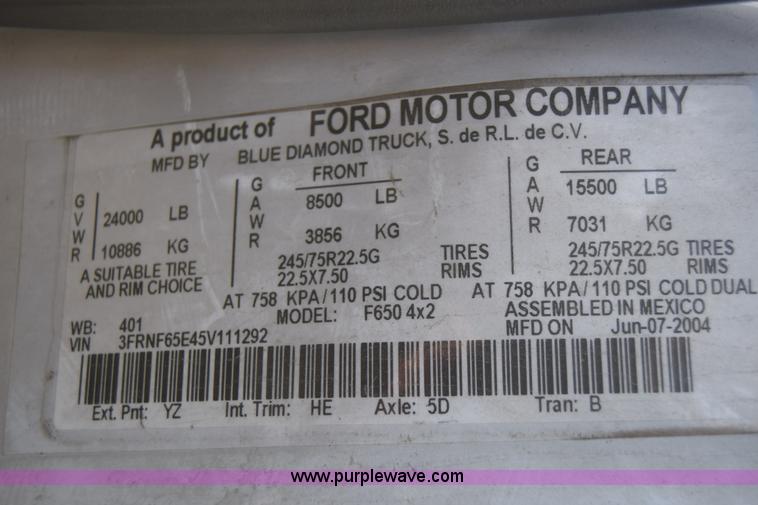 A product of FORD MOTOR COMPANY
MFD BY BLUE DIAMOND TRUCK, S. de R.L. de C.V.
GVWR 24000 LB
10886 KG
GAWR FRONT
8500 LB
3856 KG
GAWR REAR
15500 LB
7031 KG
A SUITABLE TIRE
AND RIM CHOICE
245/75R22.5G TIRES
22.5X7.50 RIMS
245/75R22.5G TIRES
22.5X7.50 RIMS
AT 758 KPA/110 PSI COLD
AT 758 KPA/110 PSI COLD DUAL
WB: 401
MODEL: F650 4x2
ASSEMBLED IN MEXICO
VIN 3FRNF65E45V111292
MFD ON Jun-07-2004
Ext. Pnt: YZ Int. Trim: HE Axle: 5D Tran: B
www.purplewave.com